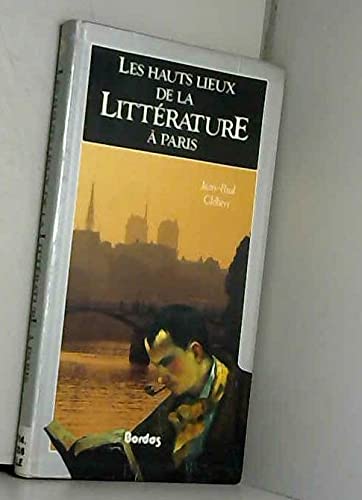 LES HAUTS LIEUX
DE LA
LITTÉRATURE
À PARIS
Jean-Paul
Clébert
Bordas